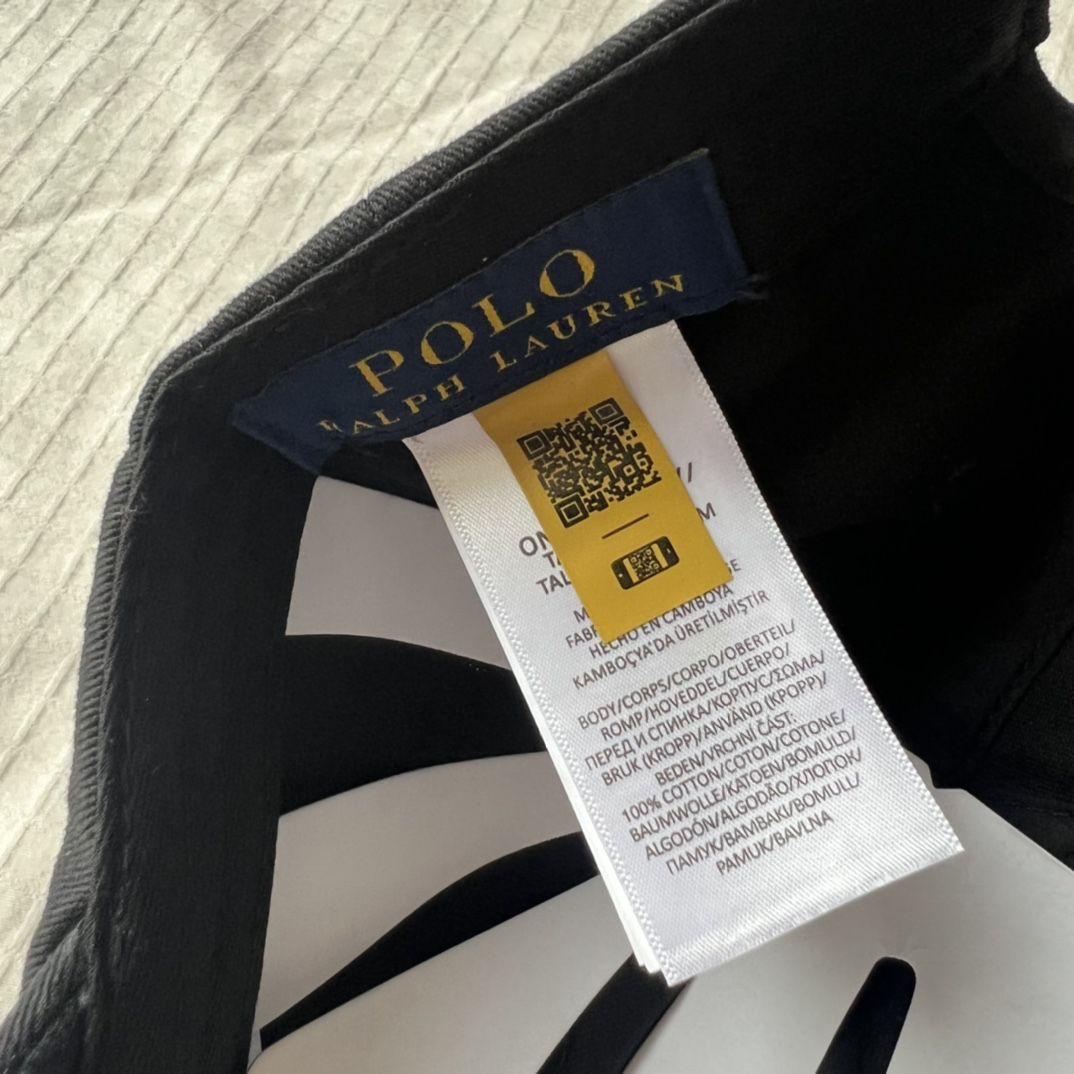 POLO
RALPH LAUREN
HECHO EN CAMBOYA
KAMBOÇYA'DA ÜRETİLMİŞTİR
BODY/CORPS/CORPO/OBERTEIL/
ROMP/HOVEDDEL/CUERPO/
ПЕРЕД И СПИНКА/КОРПУС/ΣΩΜΑ/
BRUK (KROPP)/ANVÄND (KPOPP)/
BEDEN/VRCHNÍ ČÁST:
100% COTTON/COTON/COTONE/
BAUMWOLLE/KATOEN/BOMULD/
ALGODÓN/ALGODÃO/ХЛОПОК/
ПАМУК/BAMBAKI/BOMULL/
PAMUK/BAVLNA